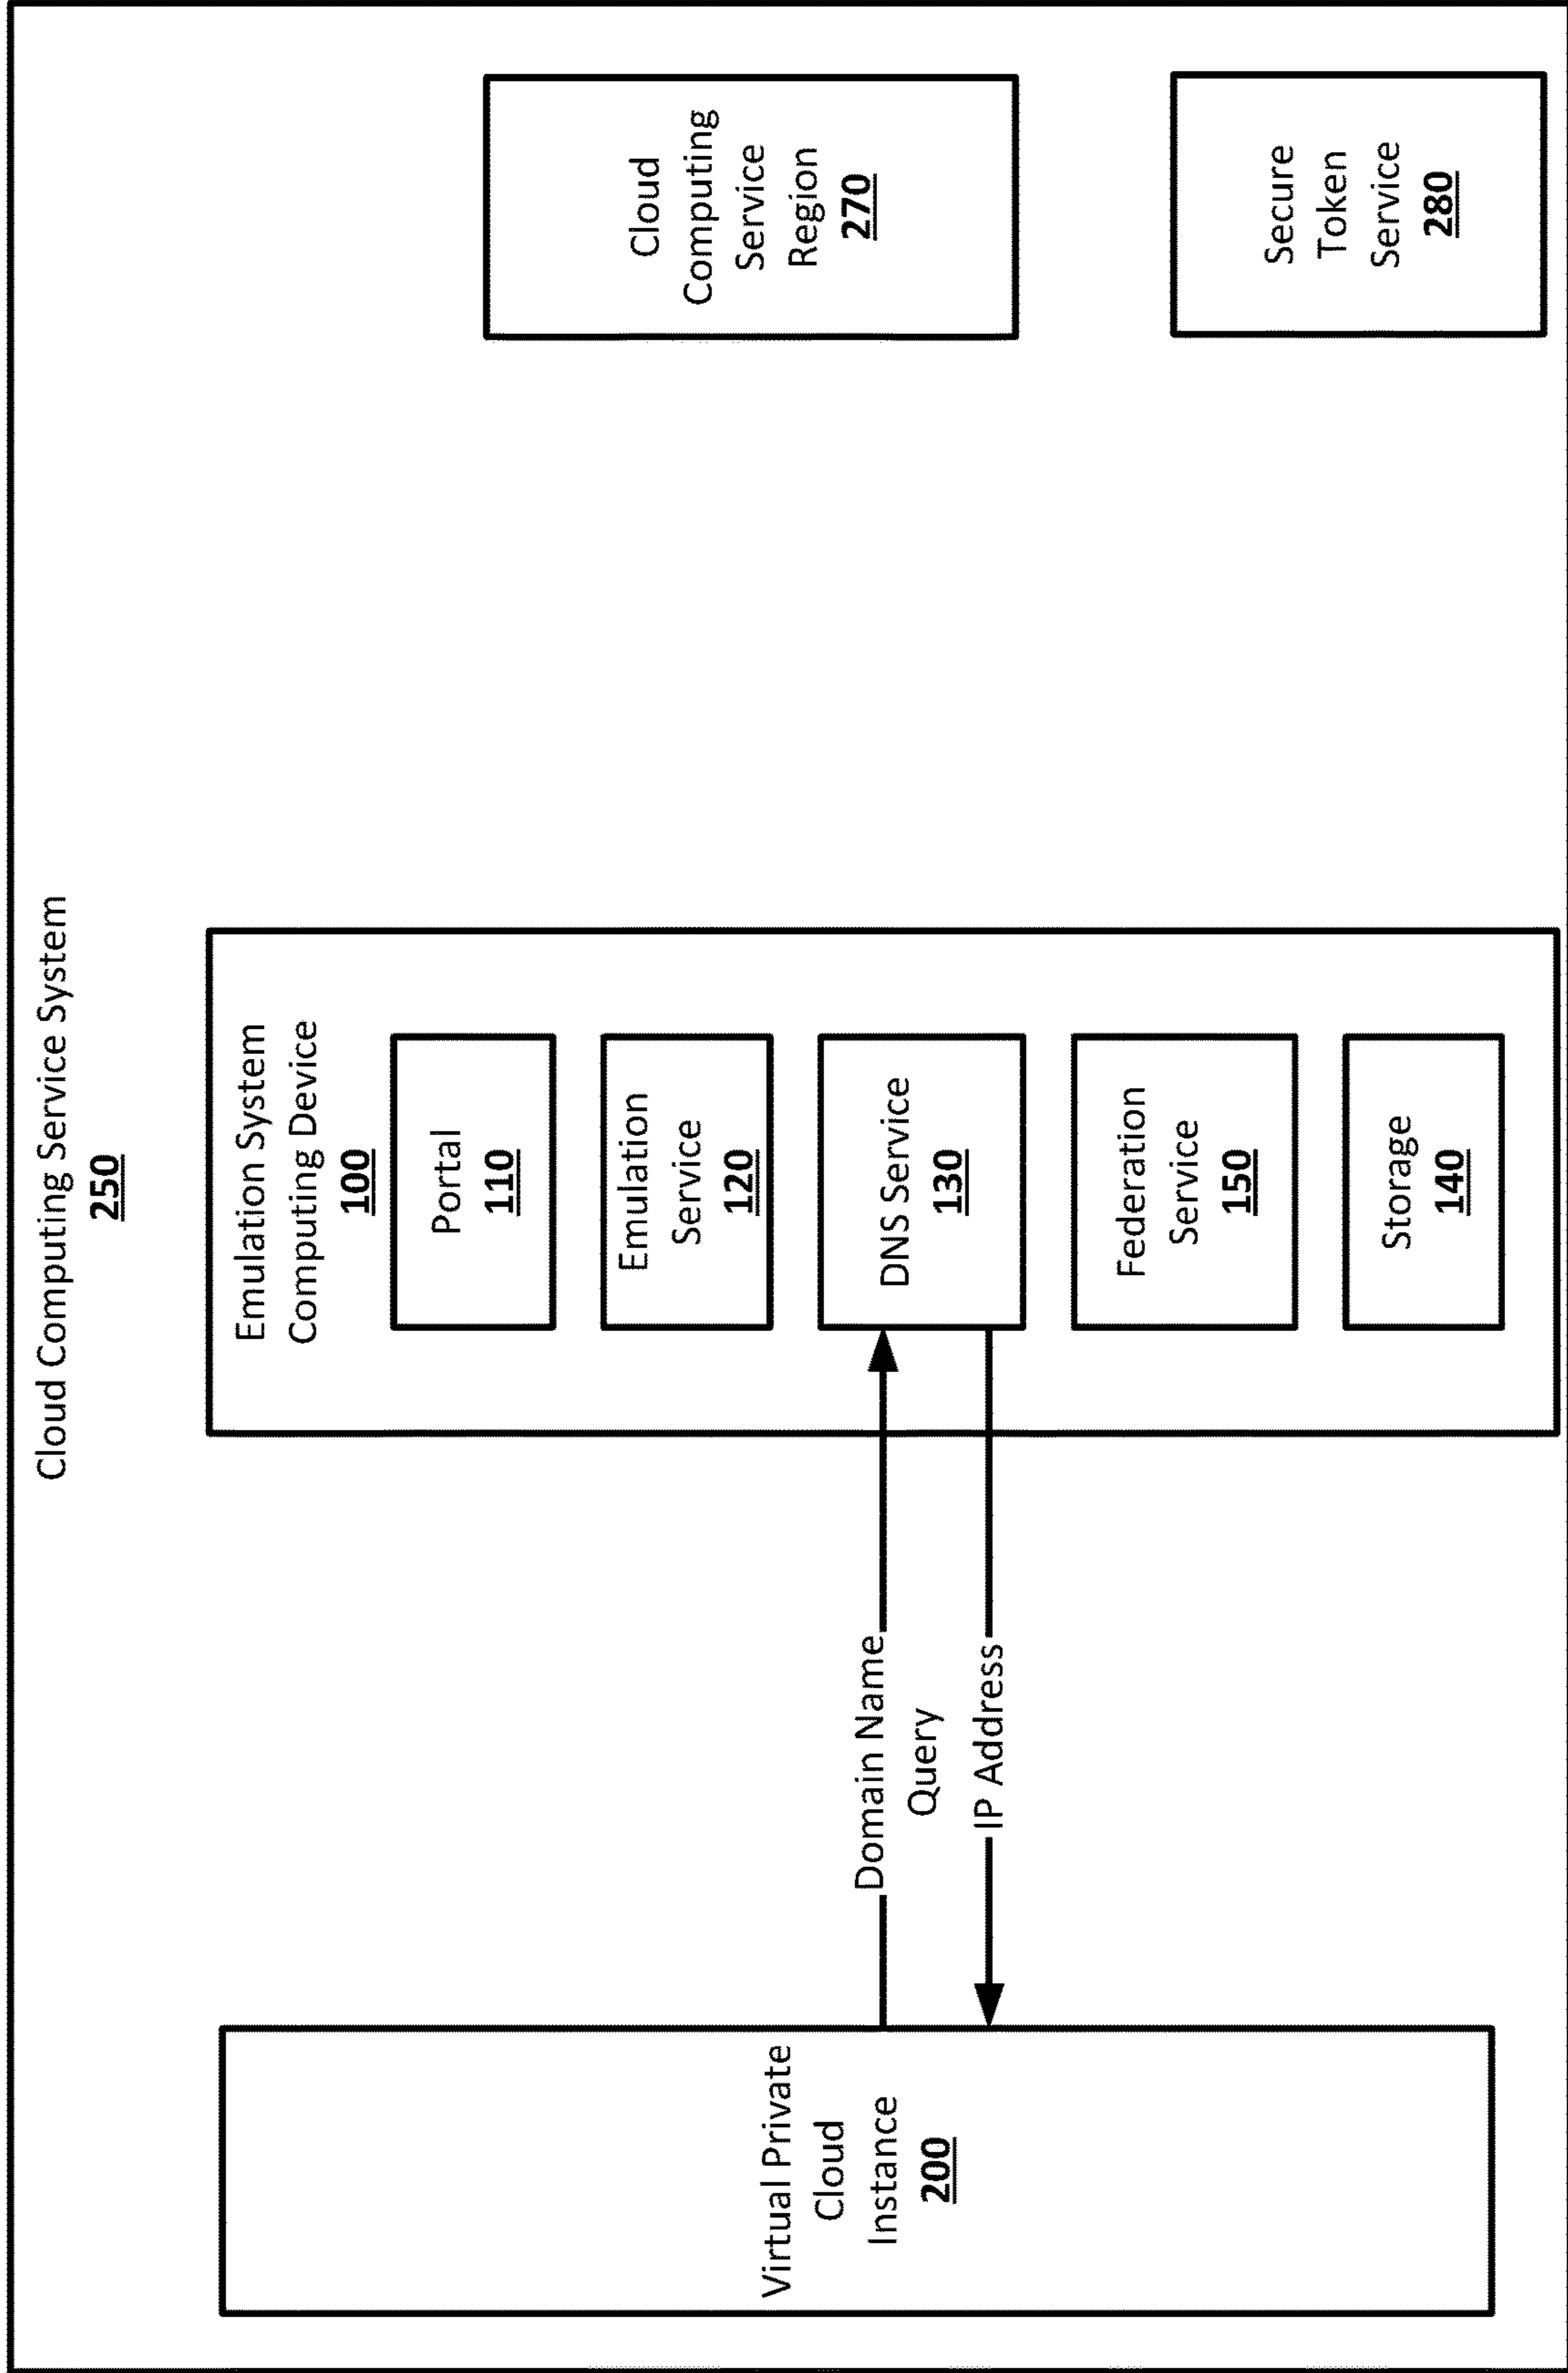 Cloud Computing Service System
250
Virtual Private
Cloud
Instance
200
Domain Name
Query
IP Address
Emulation System
Computing Device
100
Portal
110
Emulation
Service
120
DNS Service
130
Federation
Service
150
Storage
140
Cloud
Computing
Service
Region
270
Secure
Token
Service
280